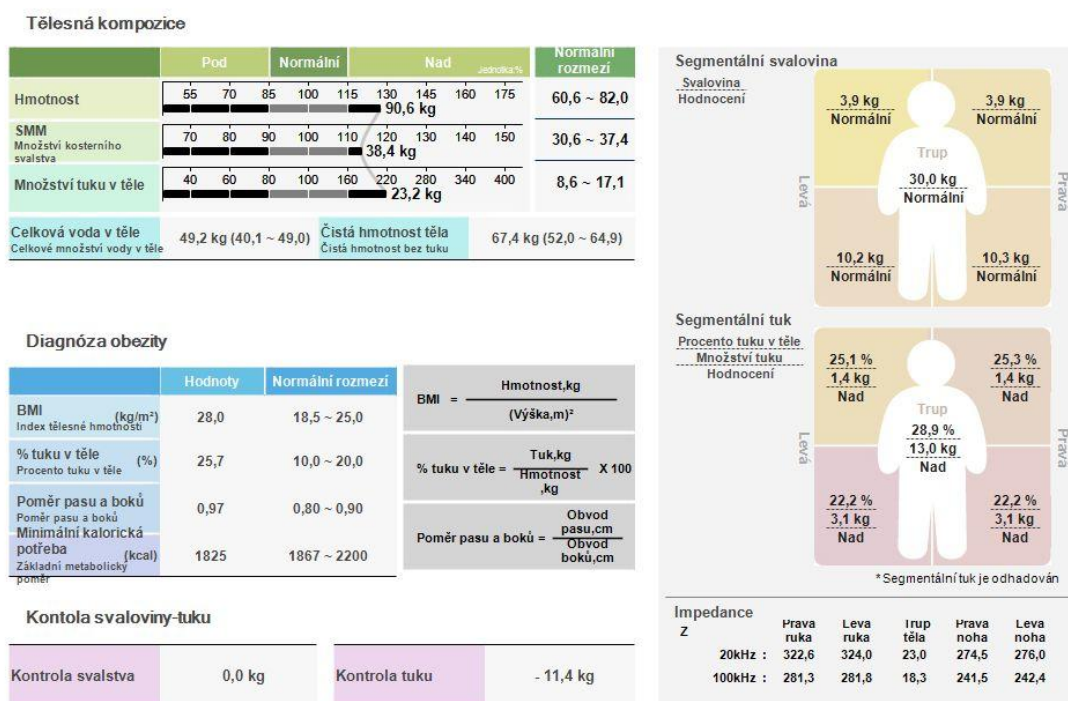 Tělesná kompozice
Pod Normální Nad Jednotka:% Normální rozmezí
Hmotnost 55 70 85 100 115 130 145 160 175
90,6 kg 60,6 ~ 82,0
SMM 70 80 90 100 110 120 130 140 150
Množství kosterního svalstva 38,4 kg 30,6 ~ 37,4
Množství tuku v těle 40 60 80 100 160 220 280 340 400
23,2 kg 8,6 ~ 17,1
Celková voda v těle
Celkové množství vody v těle 49,2 kg (40,1 ~ 49,0)
Čistá hmotnost těla
Čistá hmotnost bez tuku 67,4 kg (52,0 ~ 64,9)
Diagnóza obezity
Hodnoty Normální rozmezí
BMI (kg/m²) 28,0 18,5 ~ 25,0
Index tělesné hmotnosti
% tuku v těle (%) 25,7 10,0 ~ 20,0
Procento tuku v těle
Poměr pasu a boků 0,97 0,80 ~ 0,90
Poměr pasu a boků
Minimální kalorická
potřeba (kcal) 1825 1867 ~ 2200
Základní metabolický
poměr
BMI = Hmotnost,kg
(Výška,m)²
% tuku v těle = Tuk,kg X 100
Hmotnost
,kg
Poměr pasu a boků = Obvod
pasu,cm
Obvod
boků,cm
Kontola svaloviny-tuku
Kontrola svalstva 0,0 kg Kontrola tuku - 11,4 kg
Segmentální svalovina
Svalovina
Hodnocení
3,9 kg 3,9 kg
Normální Normální
Trup
30,0 kg
Normální
Levá Pravá
10,2 kg 10,3 kg
Normální Normální
Segmentální tuk
Procento tuku v těle
Množství tuku
Hodnocení
25,1 % 25,3 %
1,4 kg 1,4 kg
Nad Nad
Trup
28,9 %
13,0 kg
Nad
Levá Pravá
22,2 % 22,2 %
3,1 kg 3,1 kg
Nad Nad
* Segmentální tuk je odhadován
Impedance
Z Prava ruka Leva ruka Trup těla Prava noha Leva noha
20kHz : 322,6 324,0 23,0 274,5 276,0
100kHz : 281,3 281,8 18,3 241,5 242,4